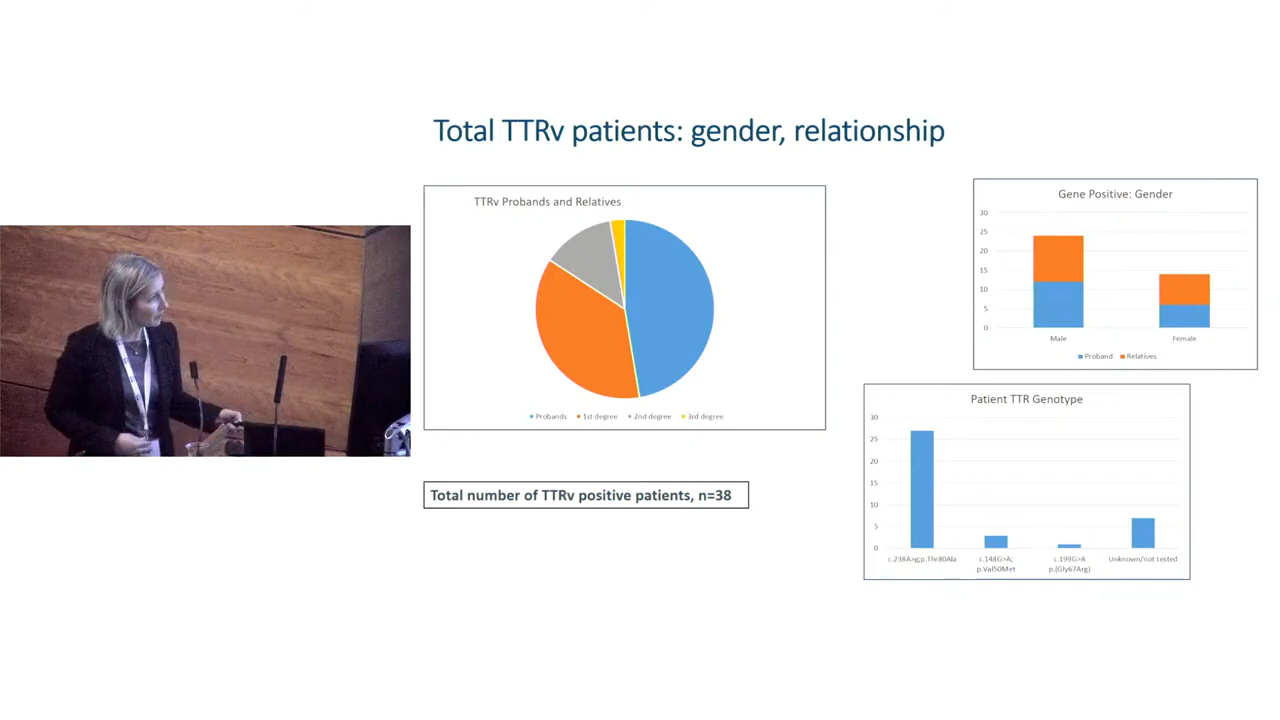 Total TTRv patients: gender, relationship
TTRv Probands and Relatives
Probands 1st degree 2nd degree 3rd degree
Total number of TTRv positive patients, n=38
Gene Positive: Gender
30
25
20
15
10
5
0
Male Female
Proband Relatives
Patient TTR Genotype
30
25
20
15
10
5
0
c.238A>g;p.Thr80Ala c.148G>A; c.199G>A Unknown/not tested
p.Val50Met p.(Gly67Arg)